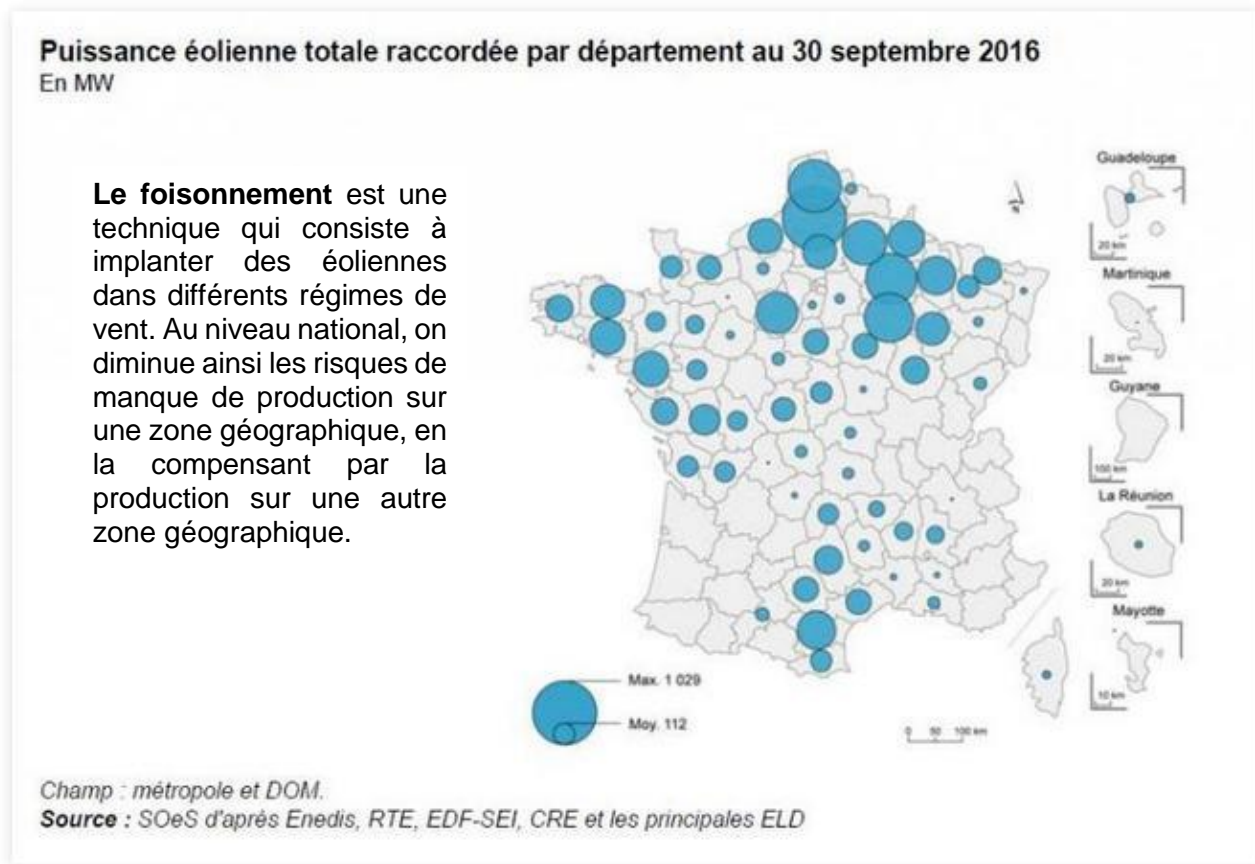 Puissance éolienne totale raccordée par département au 30 septembre 2016
En MW
Le foisonnement est une
technique qui consiste à
implanter des éoliennes
dans différents régimes de
vent. Au niveau national, on
diminue ainsi les risques de
manque de production sur
une zone géographique, en
la compensant par la
production sur une autre
zone géographique.
Guadeloupe
20 km
Martinique
20 km
Guyane
100 km
La Réunion
20 km
Mayotte
10 km
Max. 1 029
Moy. 112
0 50 100 km
Champ : métropole et DOM.
Source : SOeS d'après Enedis, RTE, EDF-SEI, CRE et les principales ELD